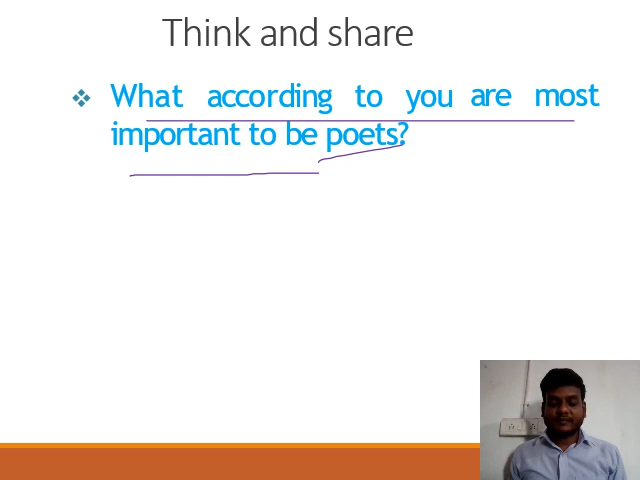 Think and share
What according to you are most
important to be poets?